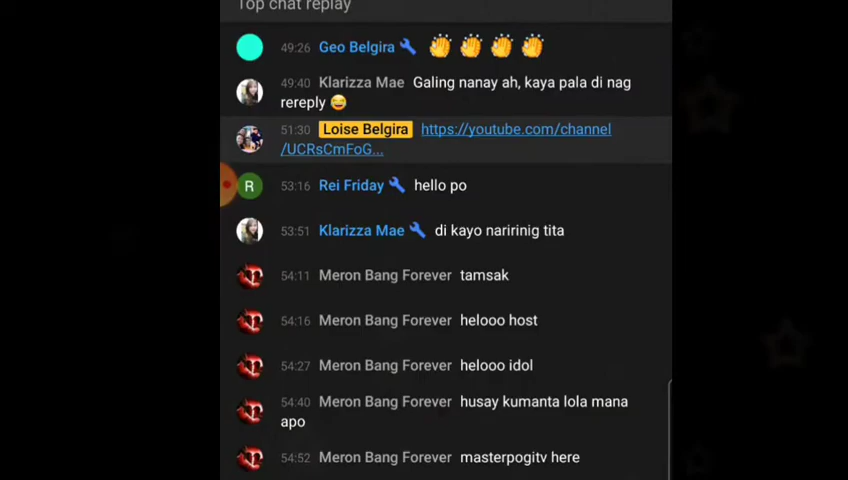 Top chat replay
49:26 Geo Belgira 👏 👏 👏 👏
49:40 Klarizza Mae Galing nanay ah, kaya pala di nag
rereply 😂
51:30 Loise Belgira https://youtube.com/channel
/UCRsCmFoG...
R 53:16 Rei Friday hello po
53:51 Klarizza Mae di kayo naririnig tita
54:11 Meron Bang Forever tamsak
54:16 Meron Bang Forever helooo host
54:27 Meron Bang Forever helooo idol
54:40 Meron Bang Forever husay kumanta lola mana
apo
54:52 Meron Bang Forever masterpogitv here